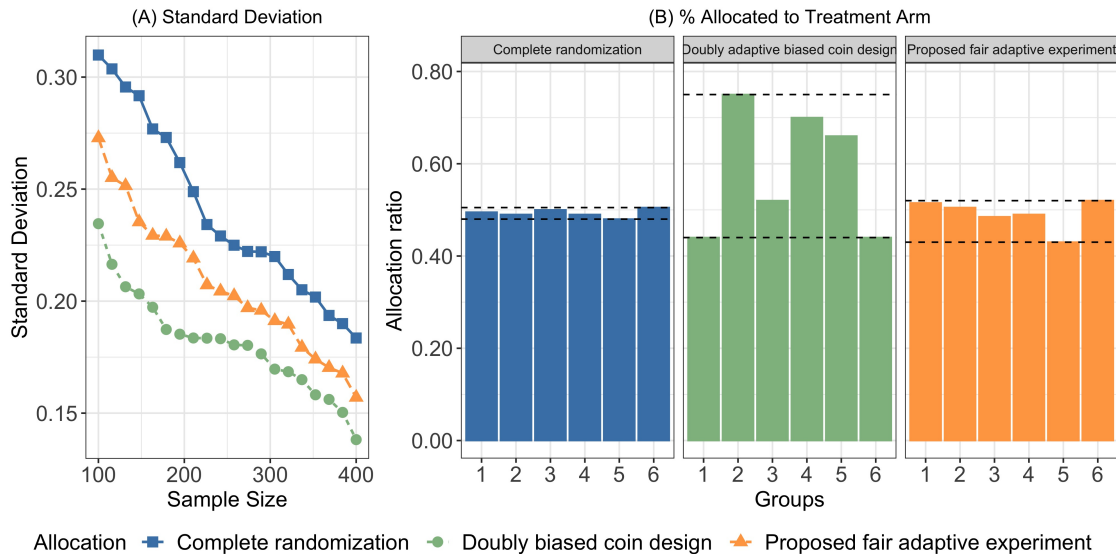 (A) Standard Deviation
(B) % Allocated to Treatment Arm
Standard Deviation
0.30
0.25
0.20
0.15
100
200
300
400
Sample Size
Allocation ratio
0.80
0.60
0.40
0.20
0.00
Complete randomization
Doubly adaptive biased coin design
Proposed fair adaptive experiment
1 2 3 4 5 6
1 2 3 4 5 6
1 2 3 4 5 6
Groups
Allocation Complete randomization Doubly biased coin design Proposed fair adaptive experiment